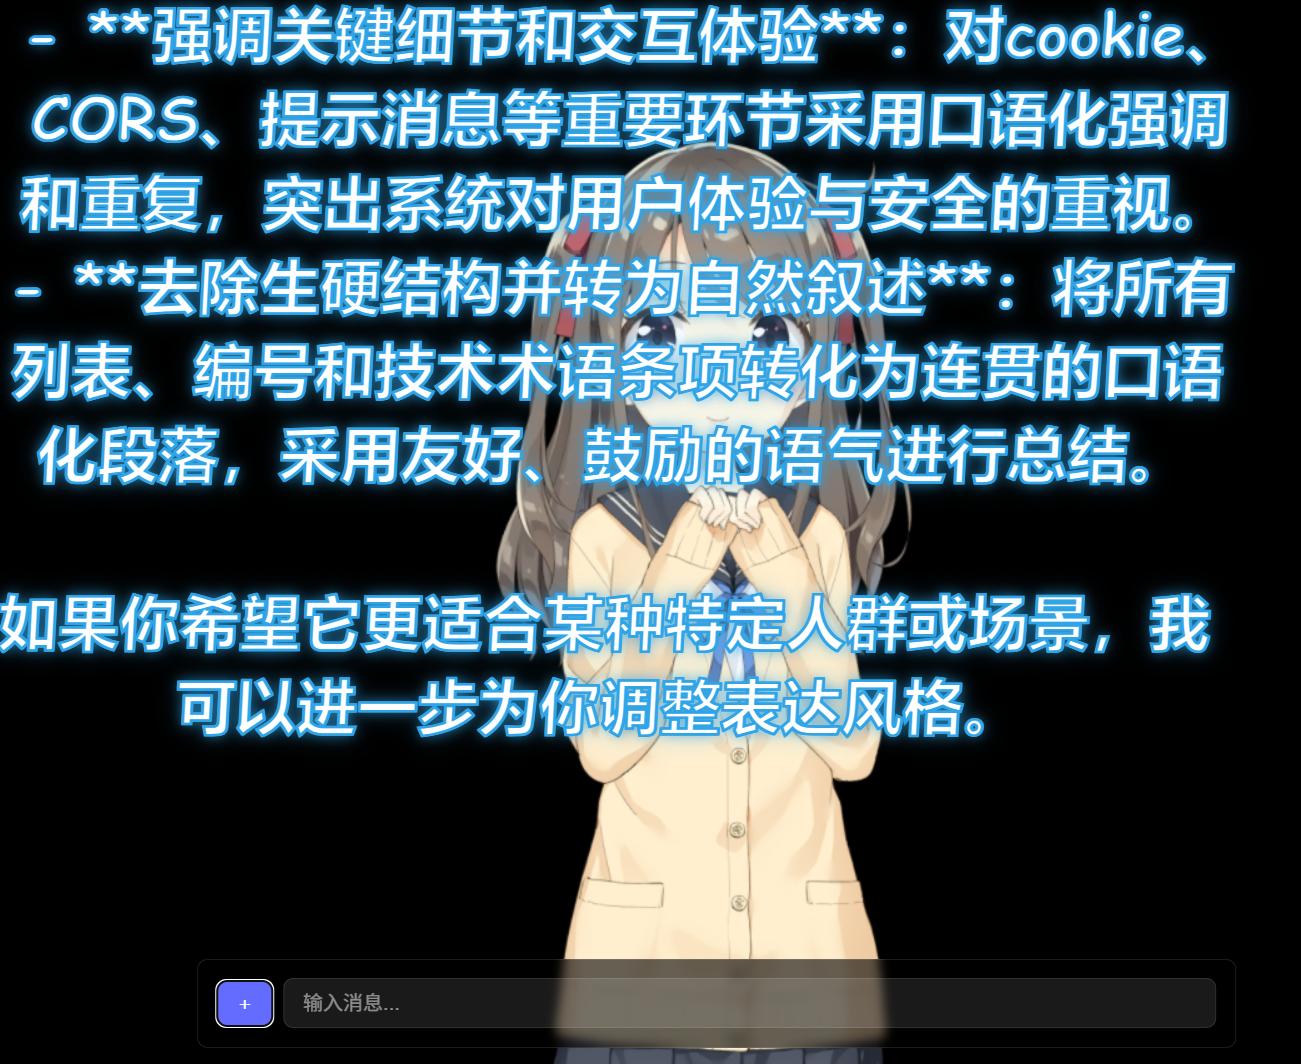 - **强调关键细节和交互体验**：对cookie、
CORS、提示消息等重要环节采用口语化强调
和重复，突出系统对用户体验与安全的重视。
- **去除生硬结构并转为自然叙述**：将所有
列表、编号和技术术语条项转化为连贯的口语
化段落，采用友好、鼓励的语气进行总结。
如果你希望它更适合某种特定人群或场景，我
可以进一步为你调整表达风格。
+
输入消息...